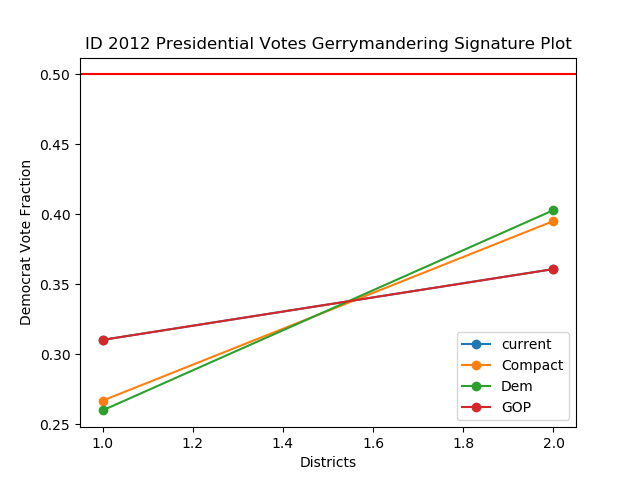 ID 2012 Presidential Votes Gerrymandering Signature Plot
Democrat Vote Fraction
0.50
0.45
0.40
0.35
0.30
0.25
current
Compact
Dem
GOP
1.0 1.2 1.4 1.6 1.8 2.0
Districts